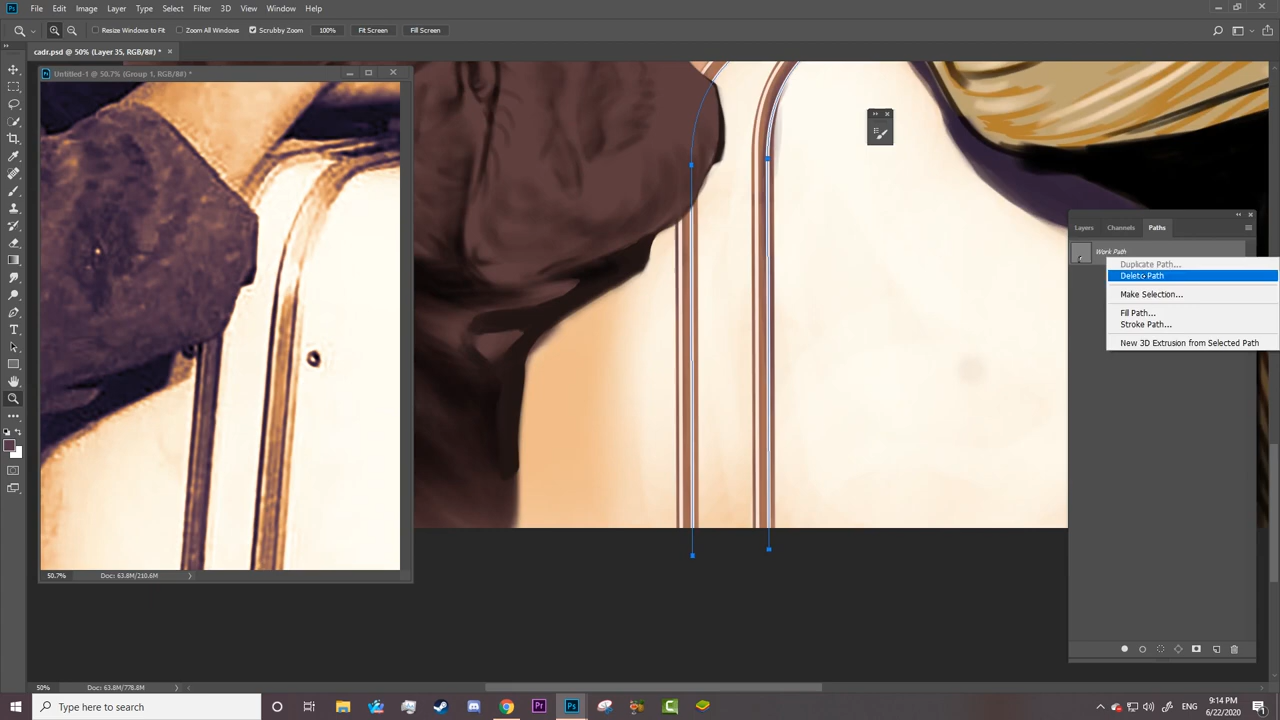 Ps File Edit Image Layer Type Select Filter 3D View Window Help
Resize Windows to Fit Zoom All Windows Scrubby Zoom 100% Fit Screen Fill Screen
cadr.psd @ 50% (Layer 35, RGB/8#) * ×
Ps Untitled-1 @ 50.7% (Group 1, RGB/8#) *
Layers Channels Paths
Work Path
Duplicate Path...
Delete Path
Make Selection...
Fill Path...
Stroke Path...
New 3D Extrusion from Selected Path
50.7% Doc: 63.8M/210.6M
50% Doc: 63.8M/778.8M
Type here to search
Pr Ps
9:14 PM
6/22/2020